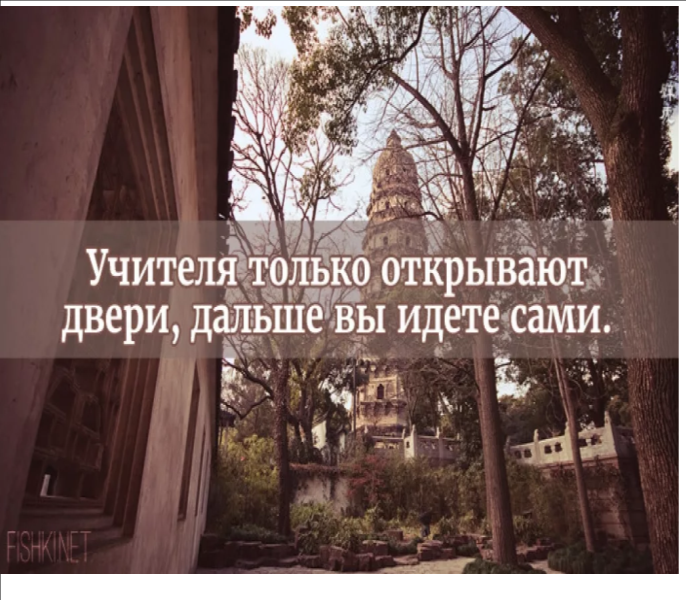 Учителя только открывают
двери, дальше вы идете сами.
FISHKI.NET